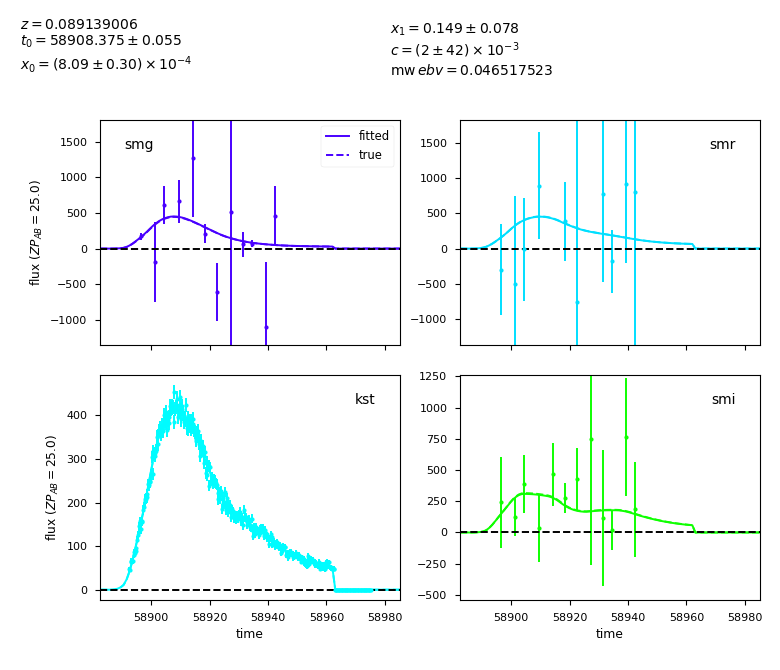 z = 0.089139006
t₀ = 58908.375 ± 0.055
x₀ = (8.09 ± 0.30) × 10⁻⁴
x₁ = 0.149 ± 0.078
c = (2 ± 42) × 10⁻³
mw ebv = 0.046517523
smg
fitted
true
1500
1000
500
0
−500
−1000
flux (ZP_AB = 25.0)
smr
1500
1000
500
0
−500
−1000
kst
400
300
200
100
0
flux (ZP_AB = 25.0)
58900 58920 58940 58960 58980
time
smi
1250
1000
750
500
250
0
−250
−500
58900 58920 58940 58960 58980
time